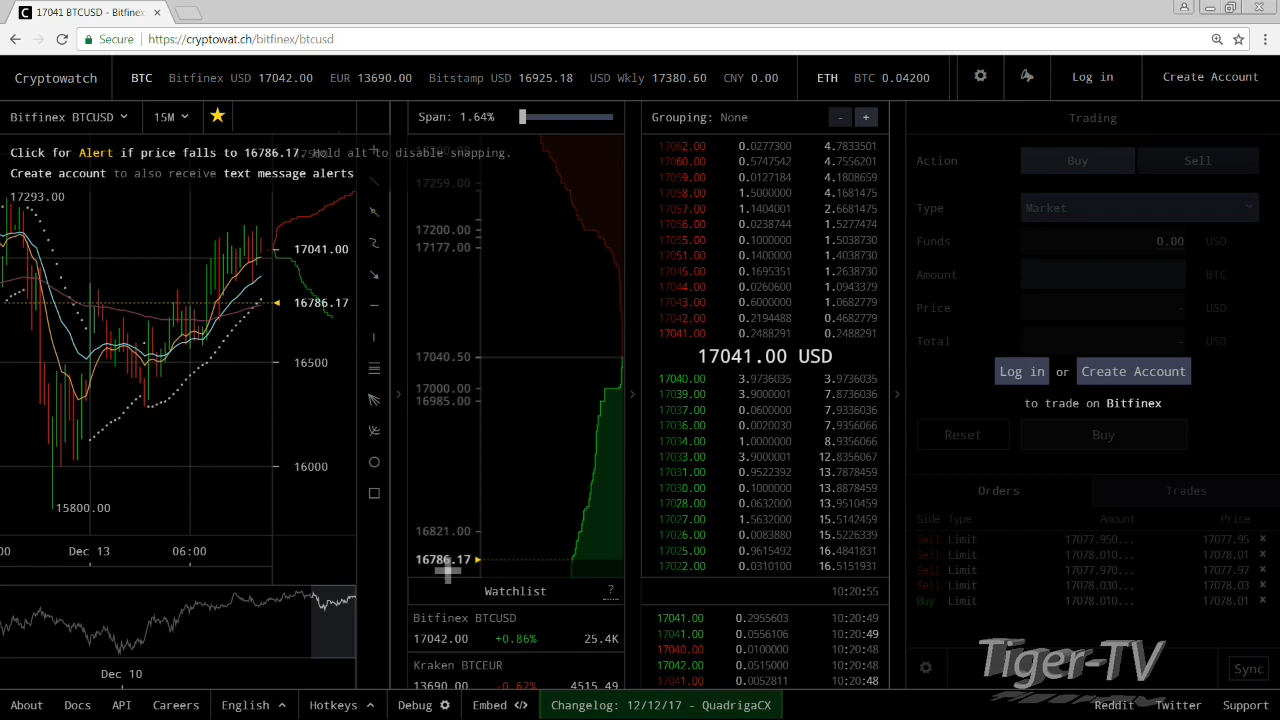 17041 BTCUSD - Bitfinex
Secure https://cryptowat.ch/bitfinex/btcusd
Cryptowatch BTC Bitfinex USD 17042.00 EUR 13690.00 Bitstamp USD 16925.18 USD Wkly 17380.60 CNY 0.00 ETH BTC 0.04200 Log in Create Account
Bitfinex BTCUSD 15M
Click for Alert if price falls to 16786.17. Hold alt to disable snapping.
Create account to also receive text message alerts
17293.00
17041.00
16786.17
16500
16000
15800.00
Dec 13 06:00
Dec 10
Span: 1.64%
17259.00
17200.00
17177.00
17040.50
17000.00
16985.00
16821.00
16786.17
Watchlist ?
Bitfinex BTCUSD
17042.00 +0.86% 25.4K
Kraken BTCEUR
13690.00 -0.62% 4515.49
Grouping: None - +
17062.00 0.0277300 4.7833501
17060.00 0.5747542 4.7556201
17059.00 0.0127184 4.1808659
17058.00 1.5000000 4.1681475
17057.00 1.1404001 2.6681475
17056.00 0.0238744 1.5277474
17055.00 0.1000000 1.5038730
17051.00 0.1400000 1.4038730
17045.00 0.1695351 1.2638730
17044.00 0.0260600 1.0943379
17043.00 0.6000000 1.0682779
17042.00 0.2194488 0.4682779
17041.00 0.2488291 0.2488291
17041.00 USD
17040.00 3.9736035 3.9736035
17039.00 3.9000001 7.8736035
17037.00 0.0600000 7.9336035
17036.00 0.0020030 7.9356065
17034.00 1.0000000 8.9356066
17033.00 3.9000001 12.8356067
17031.00 0.9522392 13.7878459
17030.00 0.1000000 13.8878459
17028.00 0.0632000 13.9510459
17027.00 1.5632000 15.5142459
17026.00 0.0083880 15.5226339
17025.00 0.9615492 16.4841831
17022.00 0.0310100 16.5151931
10:20:55
17041.00 0.2955603 10:20:49
17041.00 0.0556106 10:20:49
17040.00 0.0100000 10:20:48
17042.00 0.0515000 10:20:48
17041.00 0.0052811 10:20:48
Trading
Action Buy Sell
Type Market
Funds 0.00 USD
Amount BTC
Price - USD
Total - USD
Log in or Create Account
to trade on Bitfinex
Reset Buy
Orders Trades
Side Type Amount Price
Sell Limit 17077.950... 17077.95
Sell Limit 17078.010... 17078.01
Sell Limit 17077.970... 17077.97
Sell Limit 17078.030... 17078.03
Buy Limit 17078.010... 17078.01
Tiger-TV
Sync
About Docs API Careers English Hotkeys Debug Embed Changelog: 12/12/17 - QuadrigaCX Reddit Twitter Support